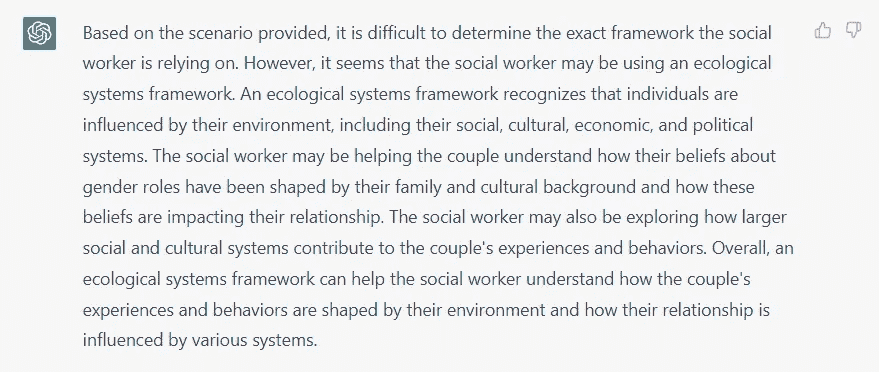 Based on the scenario provided, it is difficult to determine the exact framework the social
worker is relying on. However, it seems that the social worker may be using an ecological
systems framework. An ecological systems framework recognizes that individuals are
influenced by their environment, including their social, cultural, economic, and political
systems. The social worker may be helping the couple understand how their beliefs about
gender roles have been shaped by their family and cultural background and how these
beliefs are impacting their relationship. The social worker may also be exploring how larger
social and cultural systems contribute to the couple's experiences and behaviors. Overall, an
ecological systems framework can help the social worker understand how the couple's
experiences and behaviors are shaped by their environment and how their relationship is
influenced by various systems.